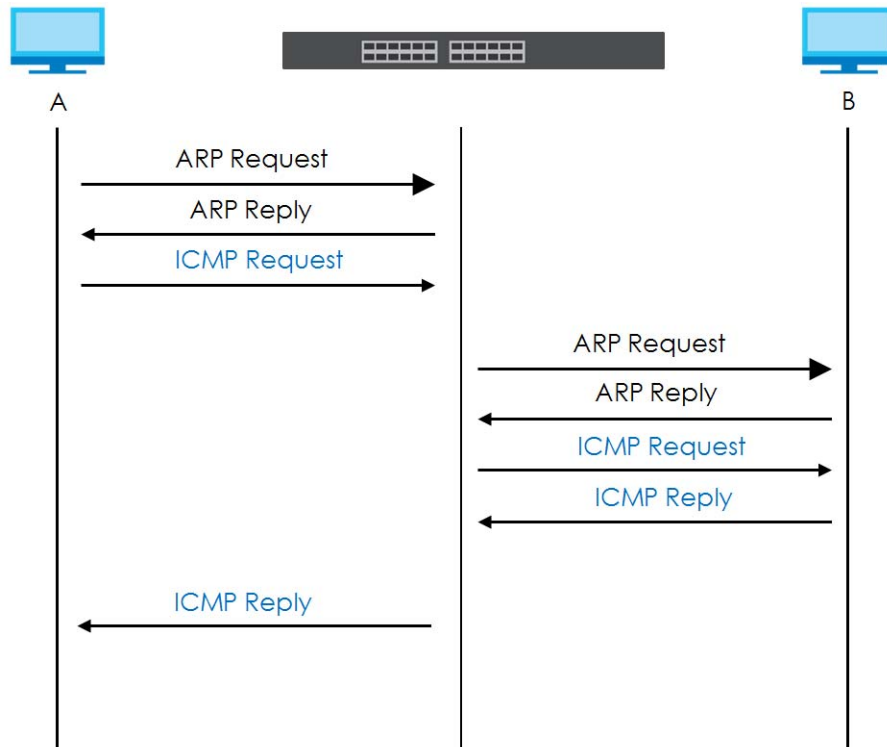 A
B
ARP Request
ARP Reply
ICMP Request
ARP Request
ARP Reply
ICMP Request
ICMP Reply
ICMP Reply